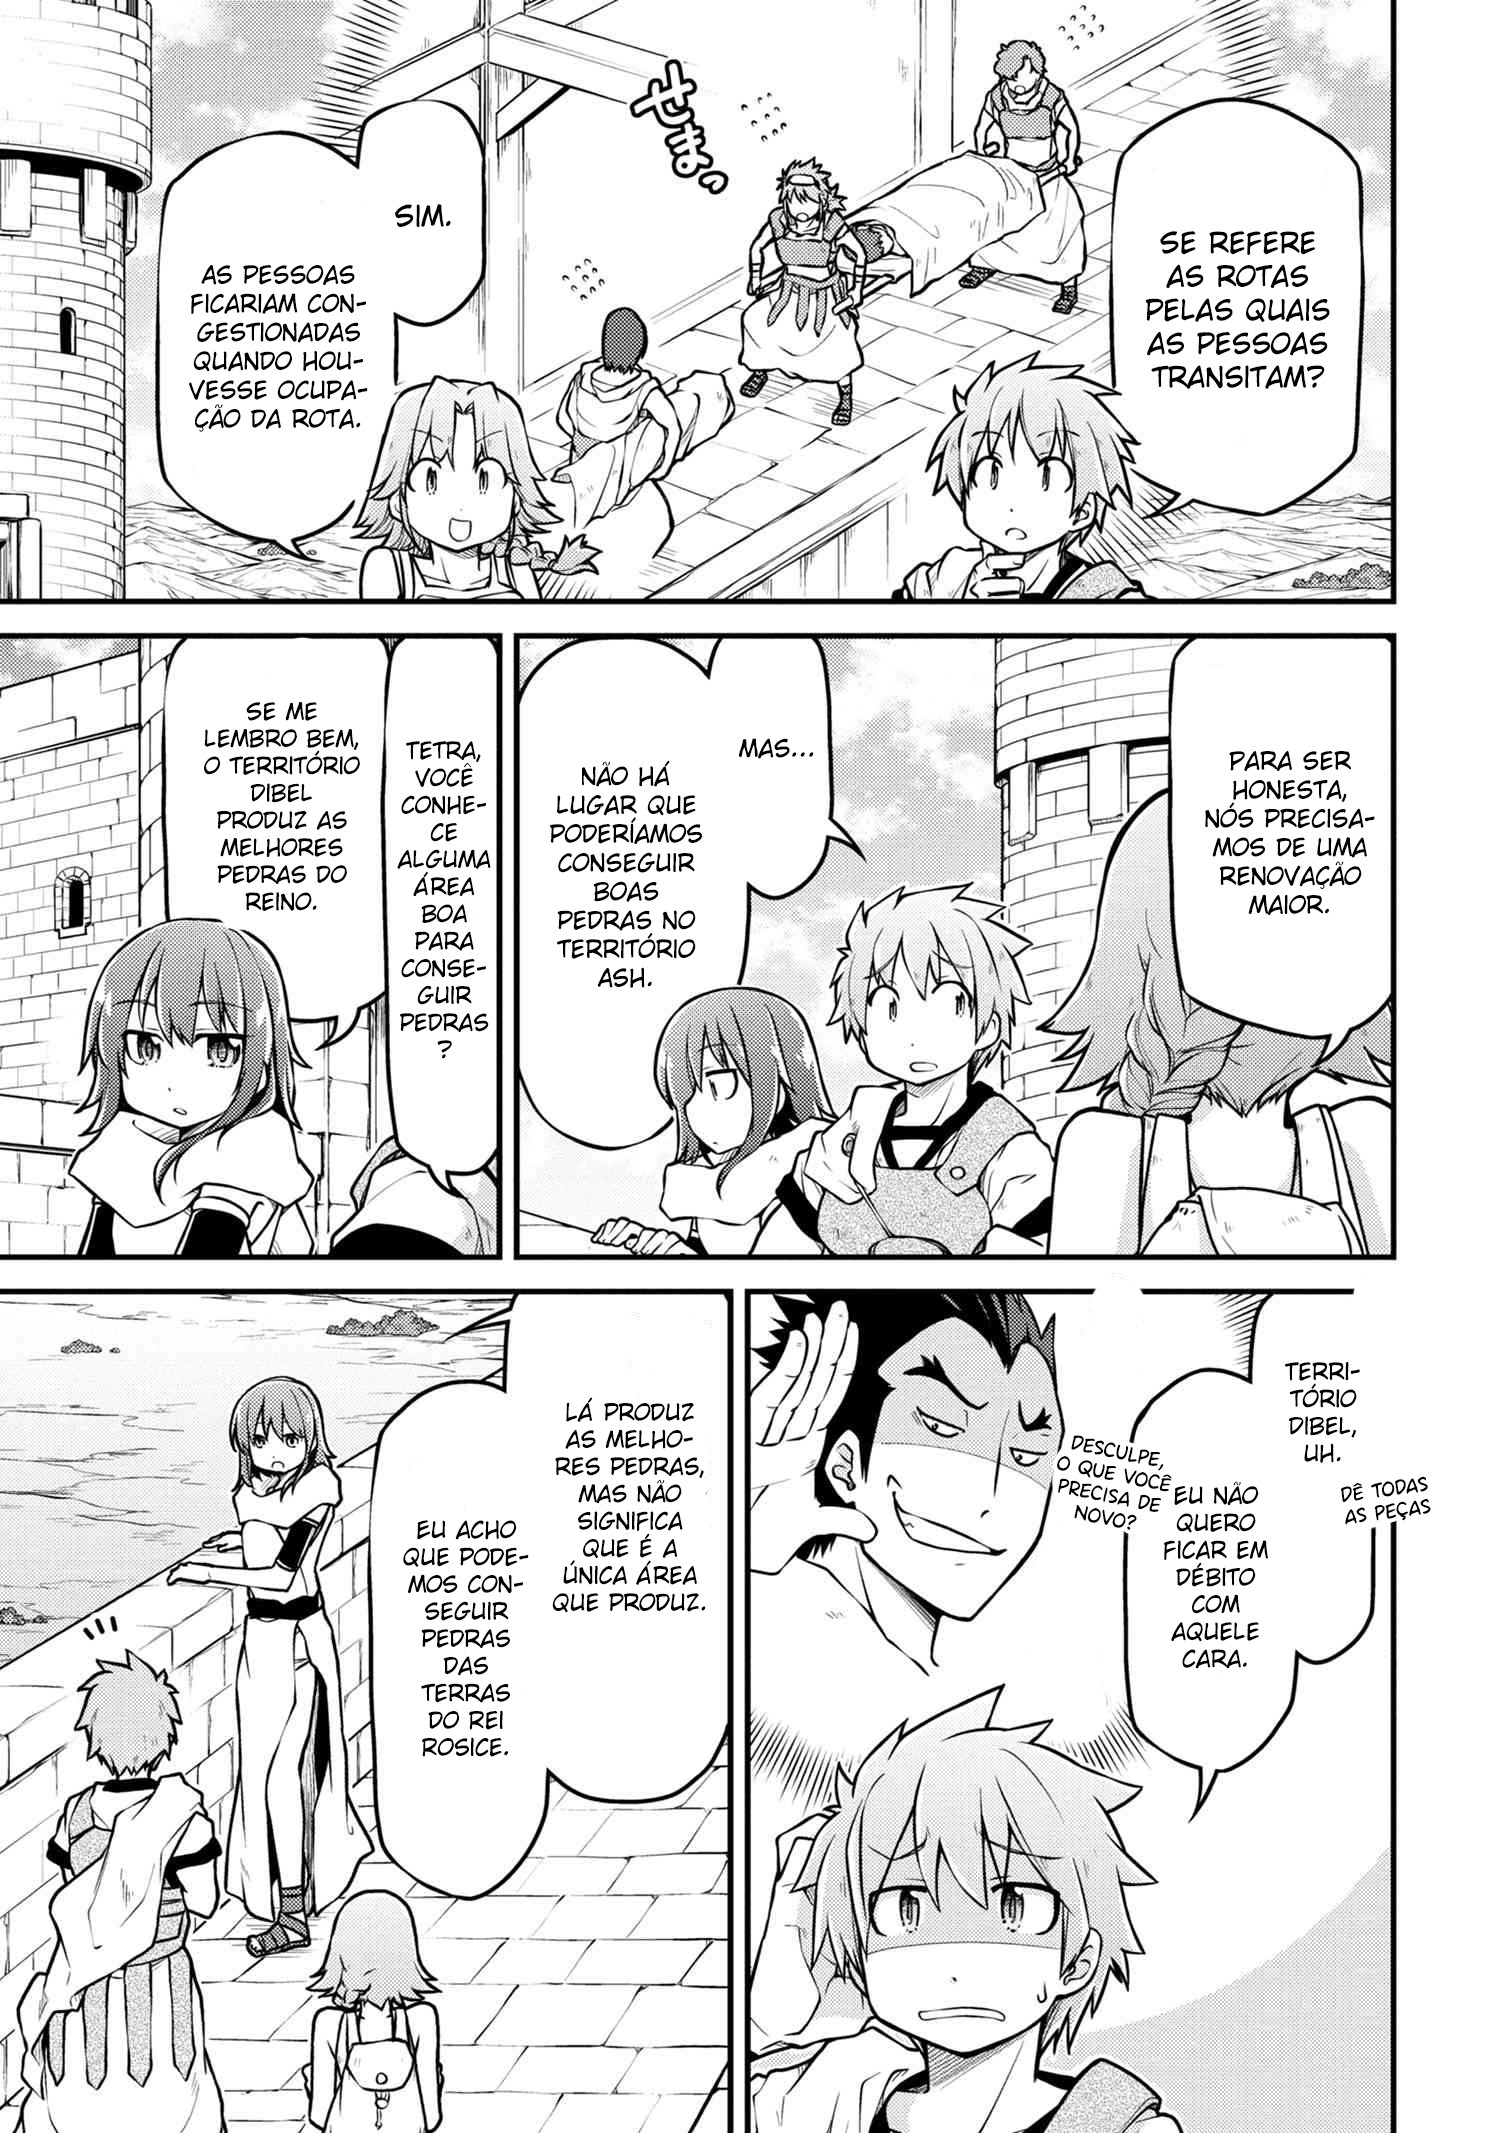 SE REFERE
AS ROTAS
PELAS QUAIS
AS PESSOAS
TRANSITAM?
せまっ
SIM.
AS PESSOAS
FICARIAM CON-
GESTIONADAS
QUANDO HOU-
VESSE OCUPA-
ÇÃO DA ROTA.
PARA SER
HONESTA,
NÓS PRECISA-
MOS DE UMA
RENOVAÇÃO
MAIOR.
MAS...
NÃO HÁ
LUGAR QUE
PODERÍAMOS
CONSEGUIR
BOAS
PEDRAS NO
TERRITÓRIO
ASH.
TETRA,
VOCÊ
CONHE-
CE
ALGUMA
ÁREA
BOA
PARA
CONSE-
GUIR
PEDRAS
?
SE ME
LEMBRO BEM,
O TERRITÓRIO
DIBEL
PRODUZ AS
MELHORES
PEDRAS DO
REINO.
TERRI-
TÓRIO
DIBEL,
UH.
DÊ TODAS
AS PEÇAS
EU NÃO
QUERO
FICAR EM
DÉBITO
COM
AQUELE
CARA.
DESCULPE,
O QUE VOCÊ
PRECISA DE
NOVO?
LÁ PRODUZ
AS MELHO-
RES PEDRAS,
MAS NÃO
SIGNIFICA
QUE É A
ÚNICA ÁREA
QUE PRODUZ.
EU ACHO
QUE PODE-
MOS CON-
SEGUIR
PEDRAS
DAS
TERRAS
DO REI
ROSICE.